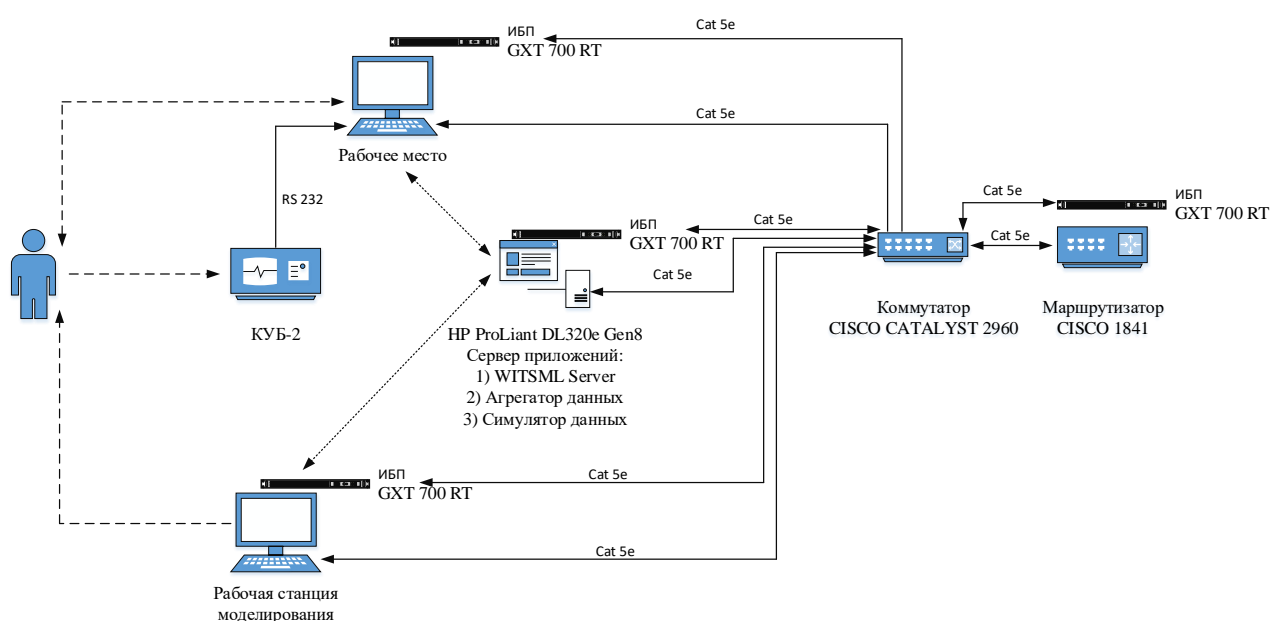 Cat 5e
ИБП
GXT 700 RT
Cat 5e
Рабочее место
RS 232
Cat 5e
ИБП
GXT 700 RT
ИБП
GXT 700 RT
Cat 5e
Cat 5e
Cat 5e
КУБ-2
HP ProLiant DL320e Gen8
Сервер приложений:
1) WITSML Server
2) Агрегатор данных
3) Симулятор данных
Коммутатор
CISCO CATALYST 2960
Маршрутизатор
CISCO 1841
ИБП
GXT 700 RT
Cat 5e
Cat 5e
Рабочая станция
моделирования